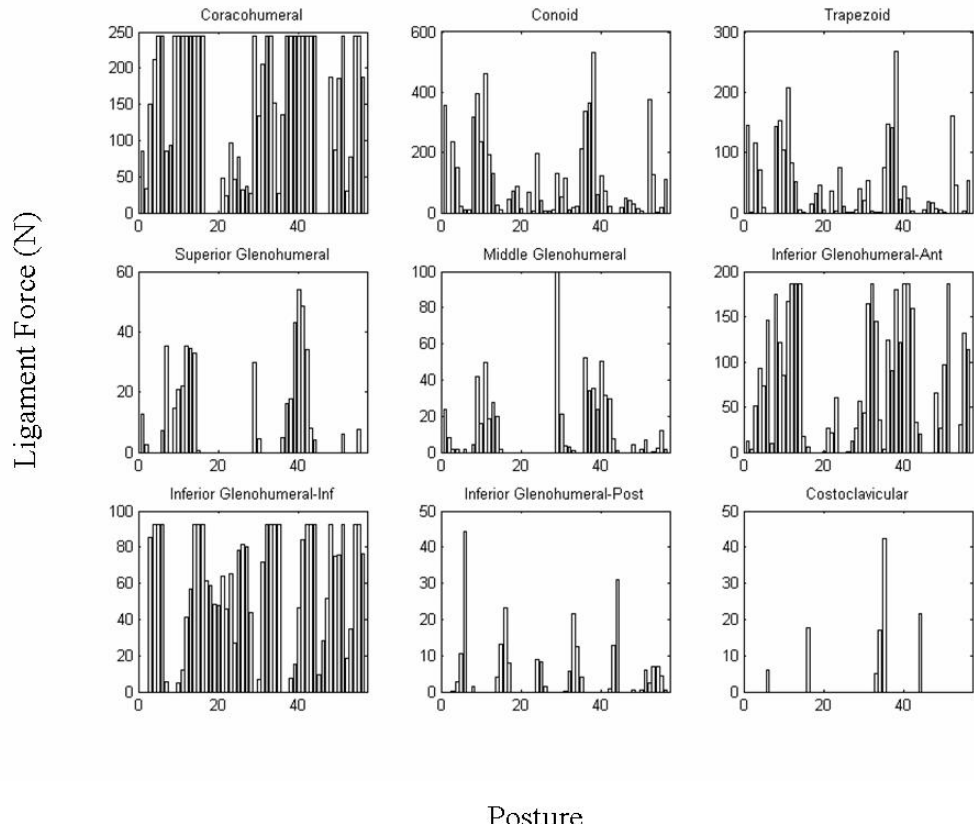 Coracohumeral
Conoid
Trapezoid
250
200
150
100
50
0
0 20 40
600
400
200
0
0 20 40
300
200
100
0
0 20 40
Superior Glenohumeral
Middle Glenohumeral
Inferior Glenohumeral-Ant
60
40
20
0
0 20 40
100
80
60
40
20
0
0 20 40
200
150
100
50
0
0 20 40
Inferior Glenohumeral-Inf
Inferior Glenohumeral-Post
Costoclavicular
100
80
60
40
20
0
0 20 40
50
40
30
20
10
0
0 20 40
50
40
30
20
10
0
0 20 40
Ligament Force (N)
Posture